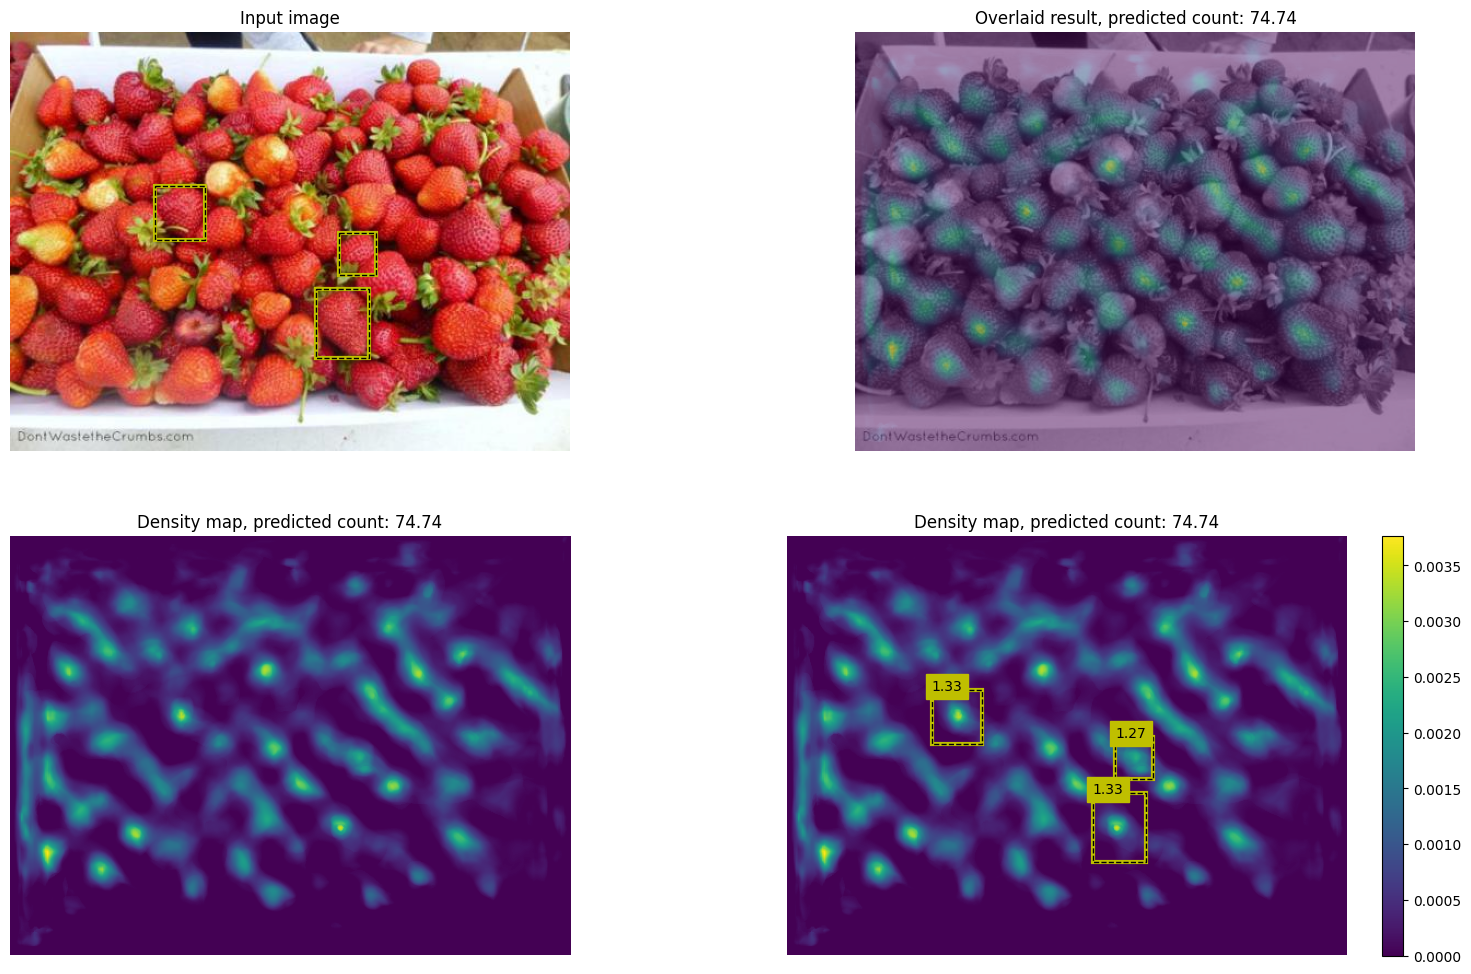 Input image
Overlaid result, predicted count: 74.74
DontWastetheCrumbs.com
DontWastetheCrumbs.com
Density map, predicted count: 74.74
Density map, predicted count: 74.74
1.33
1.27
1.33
0.0035
0.0030
0.0025
0.0020
0.0015
0.0010
0.0005
0.0000